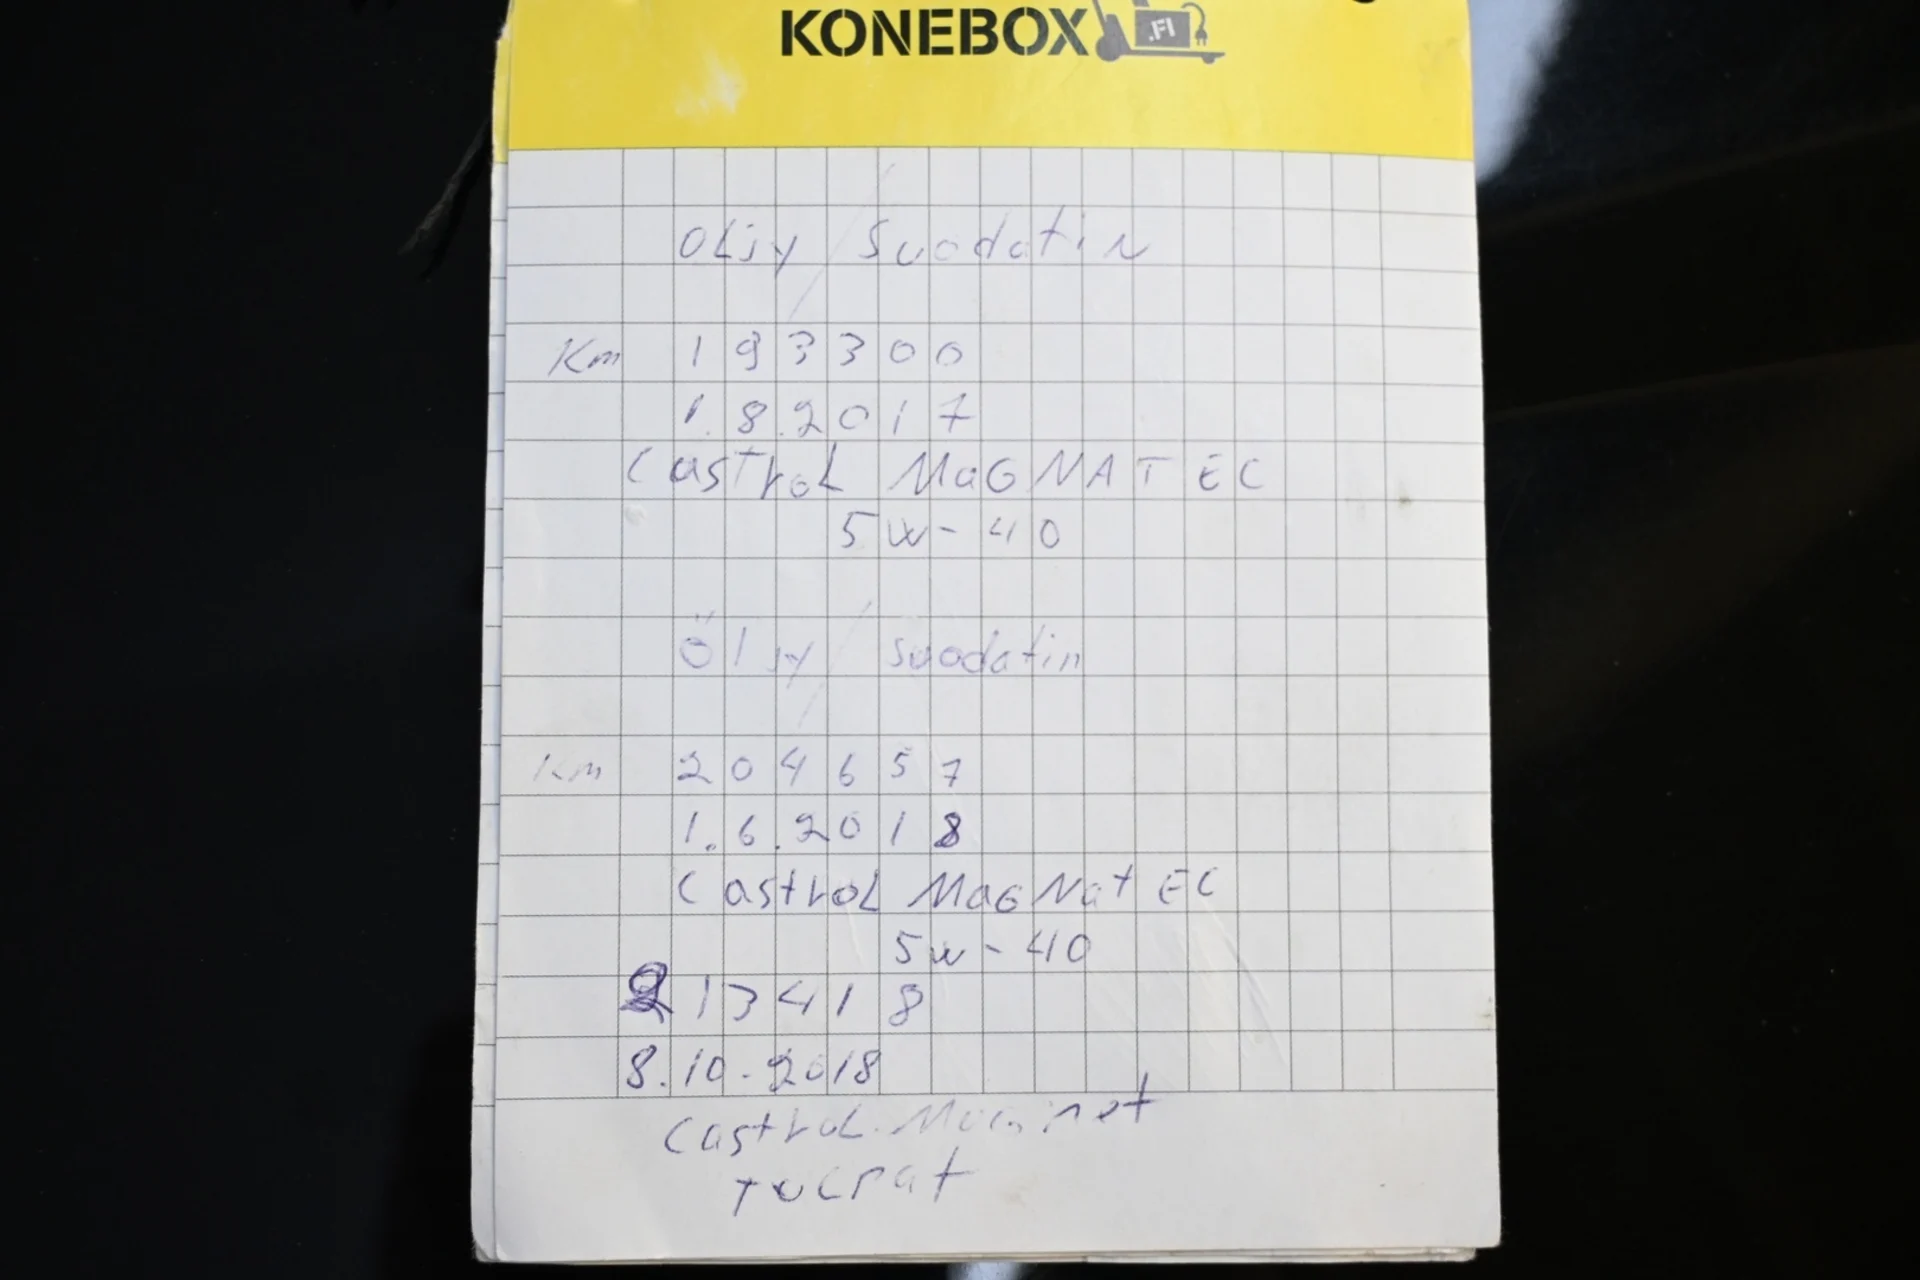 KONEBOX.FI
OLjy / Suodatin
Km 193300
1.8.2017
CastroL MaGNATEC
5W-40
Öljy / suodatin
Km 204657
1.6.2018
CastroL MaGNatEC
5w-40
213418
8.10.2018
CastroL